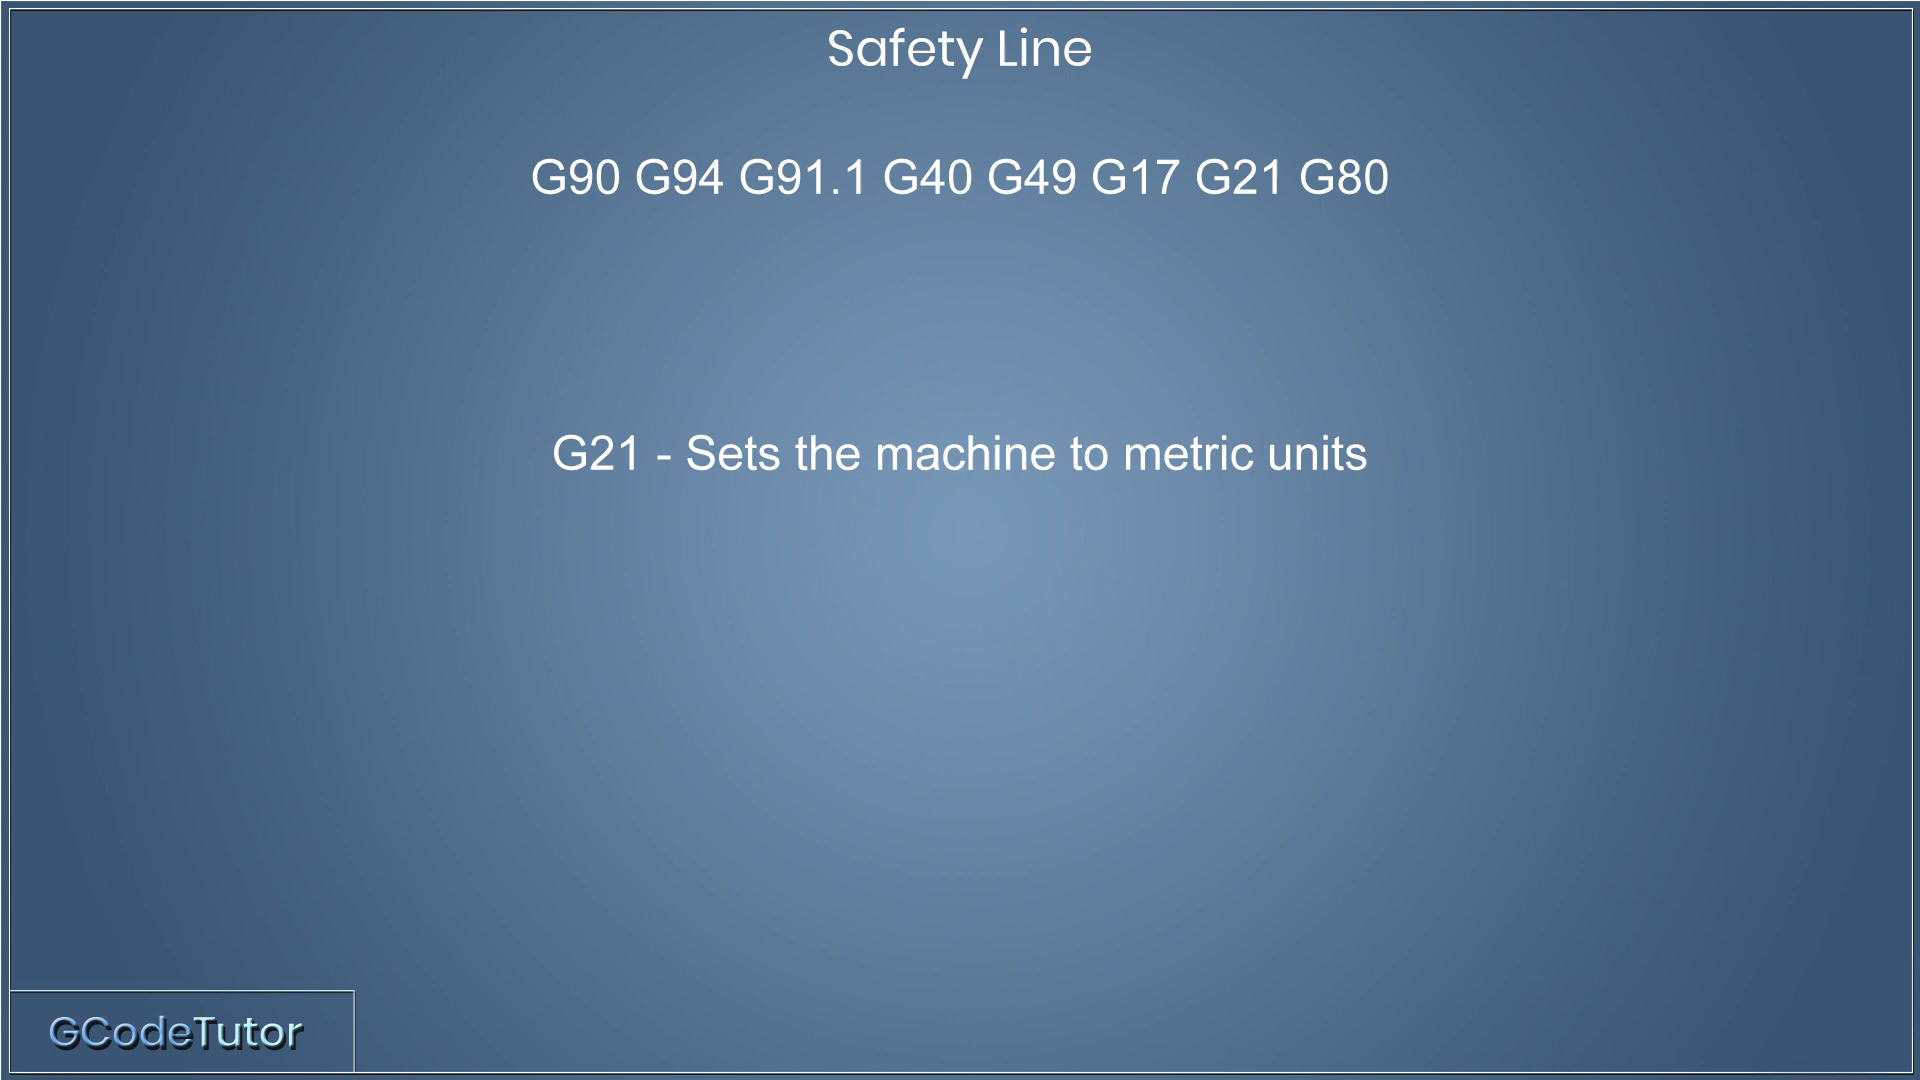 Safety Line
G90 G94 G91.1 G40 G49 G17 G21 G80
G21 - Sets the machine to metric units
GCodeTutor